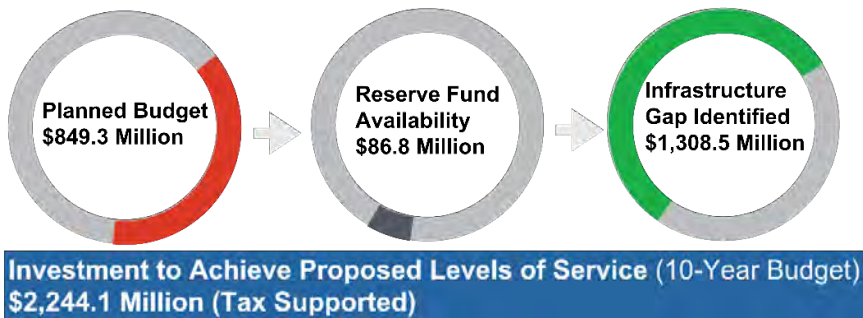 Planned Budget
$849.3 Million
Reserve Fund
Availability
$86.8 Million
Infrastructure
Gap Identified
$1,308.5 Million
Investment to Achieve Proposed Levels of Service (10-Year Budget)
$2,244.1 Million (Tax Supported)